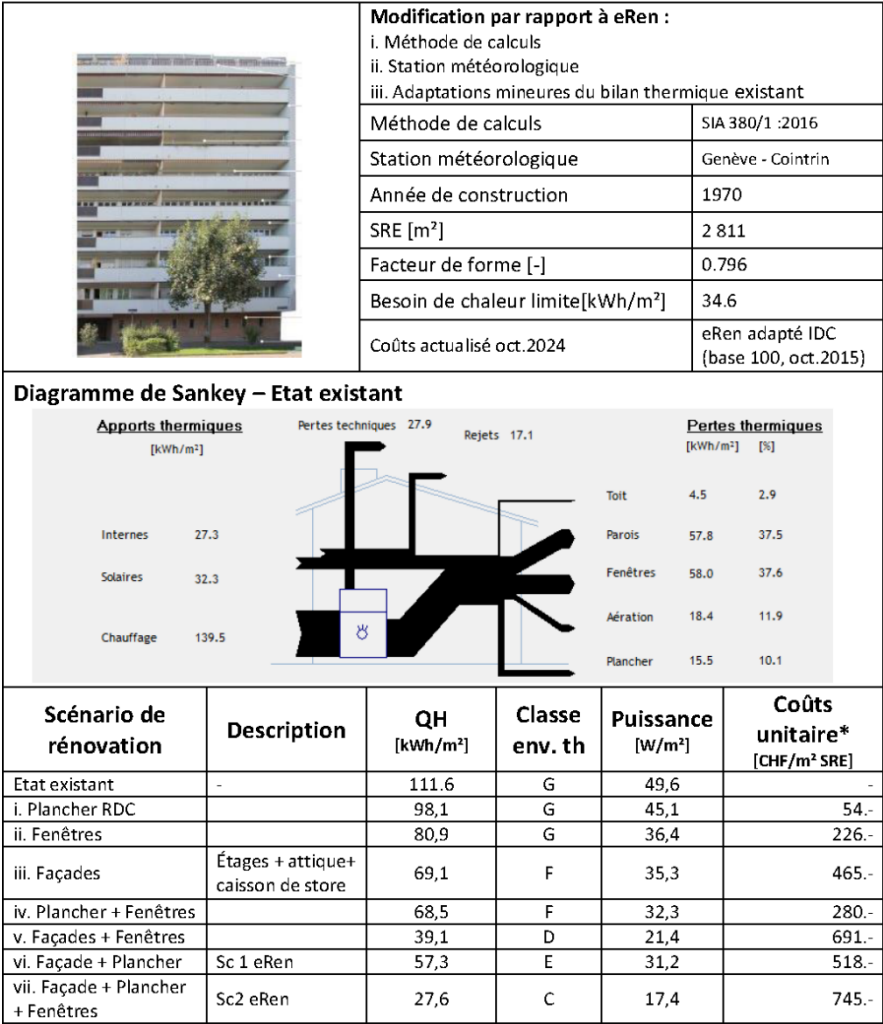 Modification par rapport à eRen :
i. Méthode de calculs
ii. Station météorologique
iii. Adaptations mineures du bilan thermique existant
Méthode de calculs SIA 380/1 :2016
Station météorologique Genève - Cointrin
Année de construction 1970
SRE [m²] 2 811
Facteur de forme [-] 0.796
Besoin de chaleur limite[kWh/m²] 34.6
Coûts actualisé oct.2024 eRen adapté IDC
(base 100, oct.2015)
Diagramme de Sankey – Etat existant
Apports thermiques
[kWh/m²]
Pertes techniques 27.9
Rejets 17.1
Pertes thermiques
[kWh/m²] [%]
Internes 27.3
Solaires 32.3
Chauffage 139.5
Toit 4.5 2.9
Parois 57.8 37.5
Fenêtres 58.0 37.6
Aération 18.4 11.9
Plancher 15.5 10.1
Scénario de
rénovation
Description
QH
[kWh/m²]
Classe
env. th
Puissance
[W/m²]
Coûts
unitaire*
[CHF/m² SRE]
Etat existant - 111.6 G 49,6 -
i. Plancher RDC 98,1 G 45,1 54.-
ii. Fenêtres 80,9 G 36,4 226.-
iii. Façades Étages + attique+
caisson de store 69,1 F 35,3 465.-
iv. Plancher + Fenêtres 68,5 F 32,3 280.-
v. Façades + Fenêtres 39,1 D 21,4 691.-
vi. Façade + Plancher Sc 1 eRen 57,3 E 31,2 518.-
vii. Façade + Plancher
+ Fenêtres Sc2 eRen 27,6 C 17,4 745.-